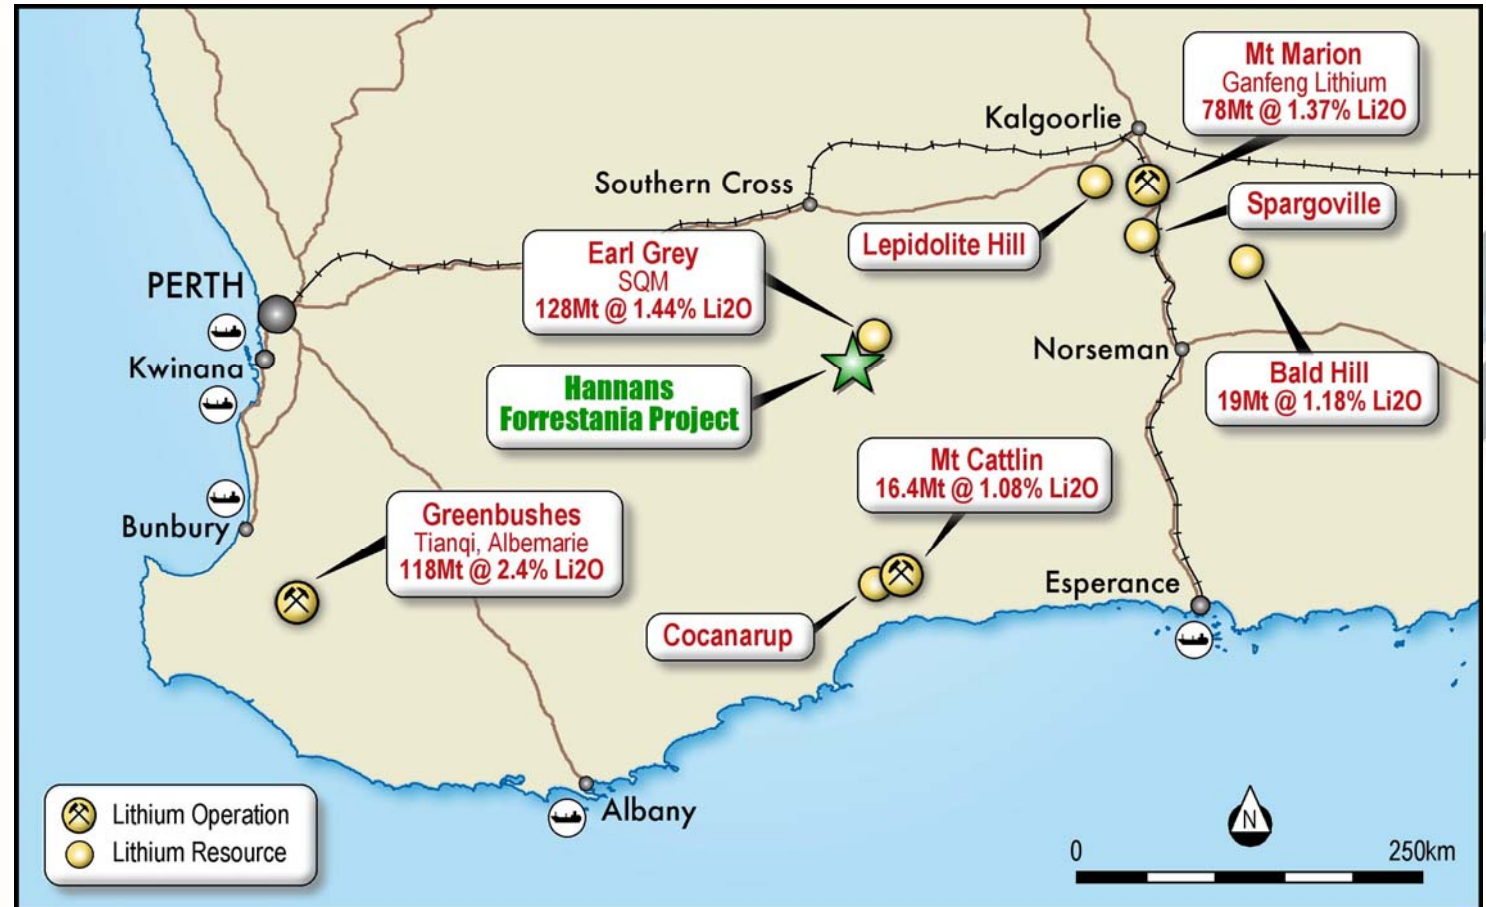 Mt Marion
Ganfeng Lithium
78Mt @ 1.37% Li2O
Kalgoorlie
Southern Cross
Spargoville
Lepidolite Hill
Earl Grey
SQM
128Mt @ 1.44% Li2O
PERTH
Kwinana
Norseman
Bald Hill
19Mt @ 1.18% Li2O
Hannans
Forrestania Project
Mt Cattlin
16.4Mt @ 1.08% Li2O
Greenbushes
Tianqi, Albemarie
118Mt @ 2.4% Li2O
Bunbury
Esperance
Cocanarup
Albany
Lithium Operation
Lithium Resource
N
0 250km